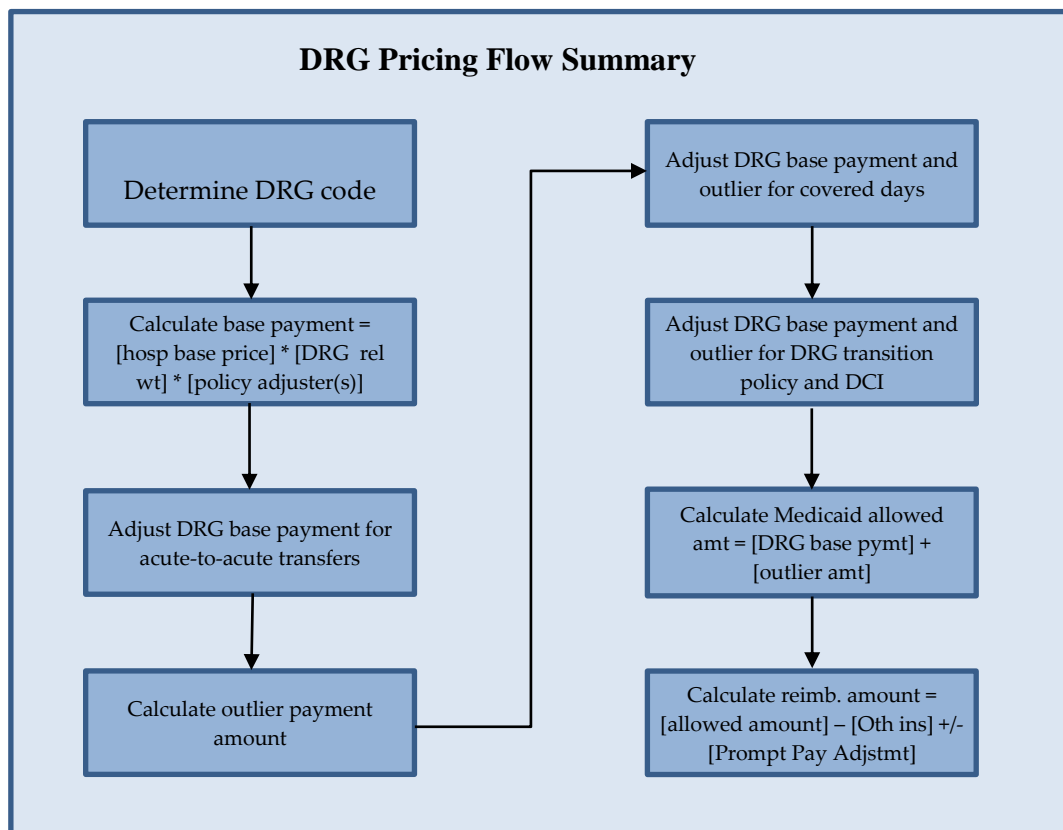 DRG Pricing Flow Summary
Determine DRG code
Calculate base payment =
[hosp base price] * [DRG rel
wt] * [policy adjuster(s)]
Adjust DRG base payment for
acute-to-acute transfers
Calculate outlier payment
amount
Adjust DRG base payment and
outlier for covered days
Adjust DRG base payment and
outlier for DRG transition
policy and DCI
Calculate Medicaid allowed
amt = [DRG base pymt] +
[outlier amt]
Calculate reimb. amount =
[allowed amount] – [Oth ins] +/-
[Prompt Pay Adjstmt]